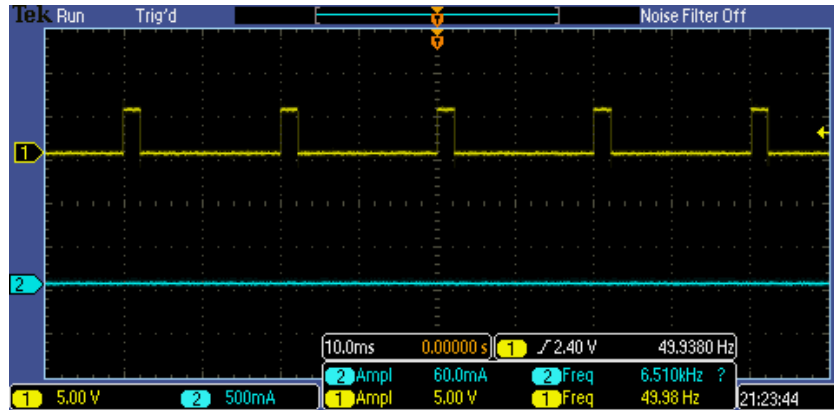 Tek Run Trig'd Noise Filter Off
T
T
1
2
10.0ms 0.00000 s 1 2.40 V 49.9380 Hz
2 Ampl 60.0mA 2 Freq 6.510kHz ?
1 Ampl 5.00 V 1 Freq 49.98 Hz
1 5.00 V 2 500mA 21:23:44